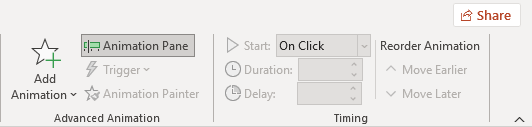 Share
Add
Animation
Animation Pane
Trigger
Animation Painter
Advanced Animation
Start: On Click
Duration:
Delay:
Timing
Reorder Animation
Move Earlier
Move Later